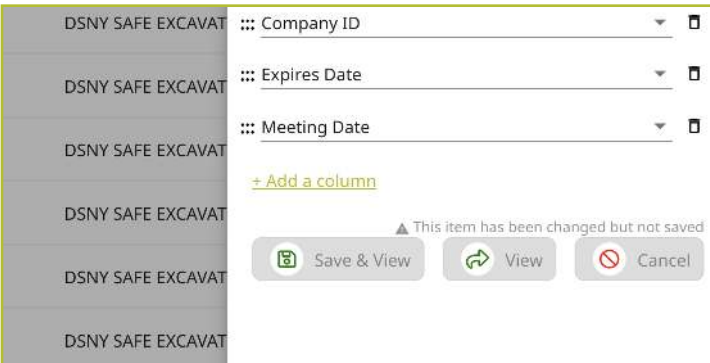 DSNY SAFE EXCAVAT
Company ID
DSNY SAFE EXCAVAT
Expires Date
DSNY SAFE EXCAVAT
Meeting Date
+ Add a column
DSNY SAFE EXCAVAT
This item has been changed but not saved
DSNY SAFE EXCAVAT
Save & View
View
Cancel
DSNY SAFE EXCAVAT